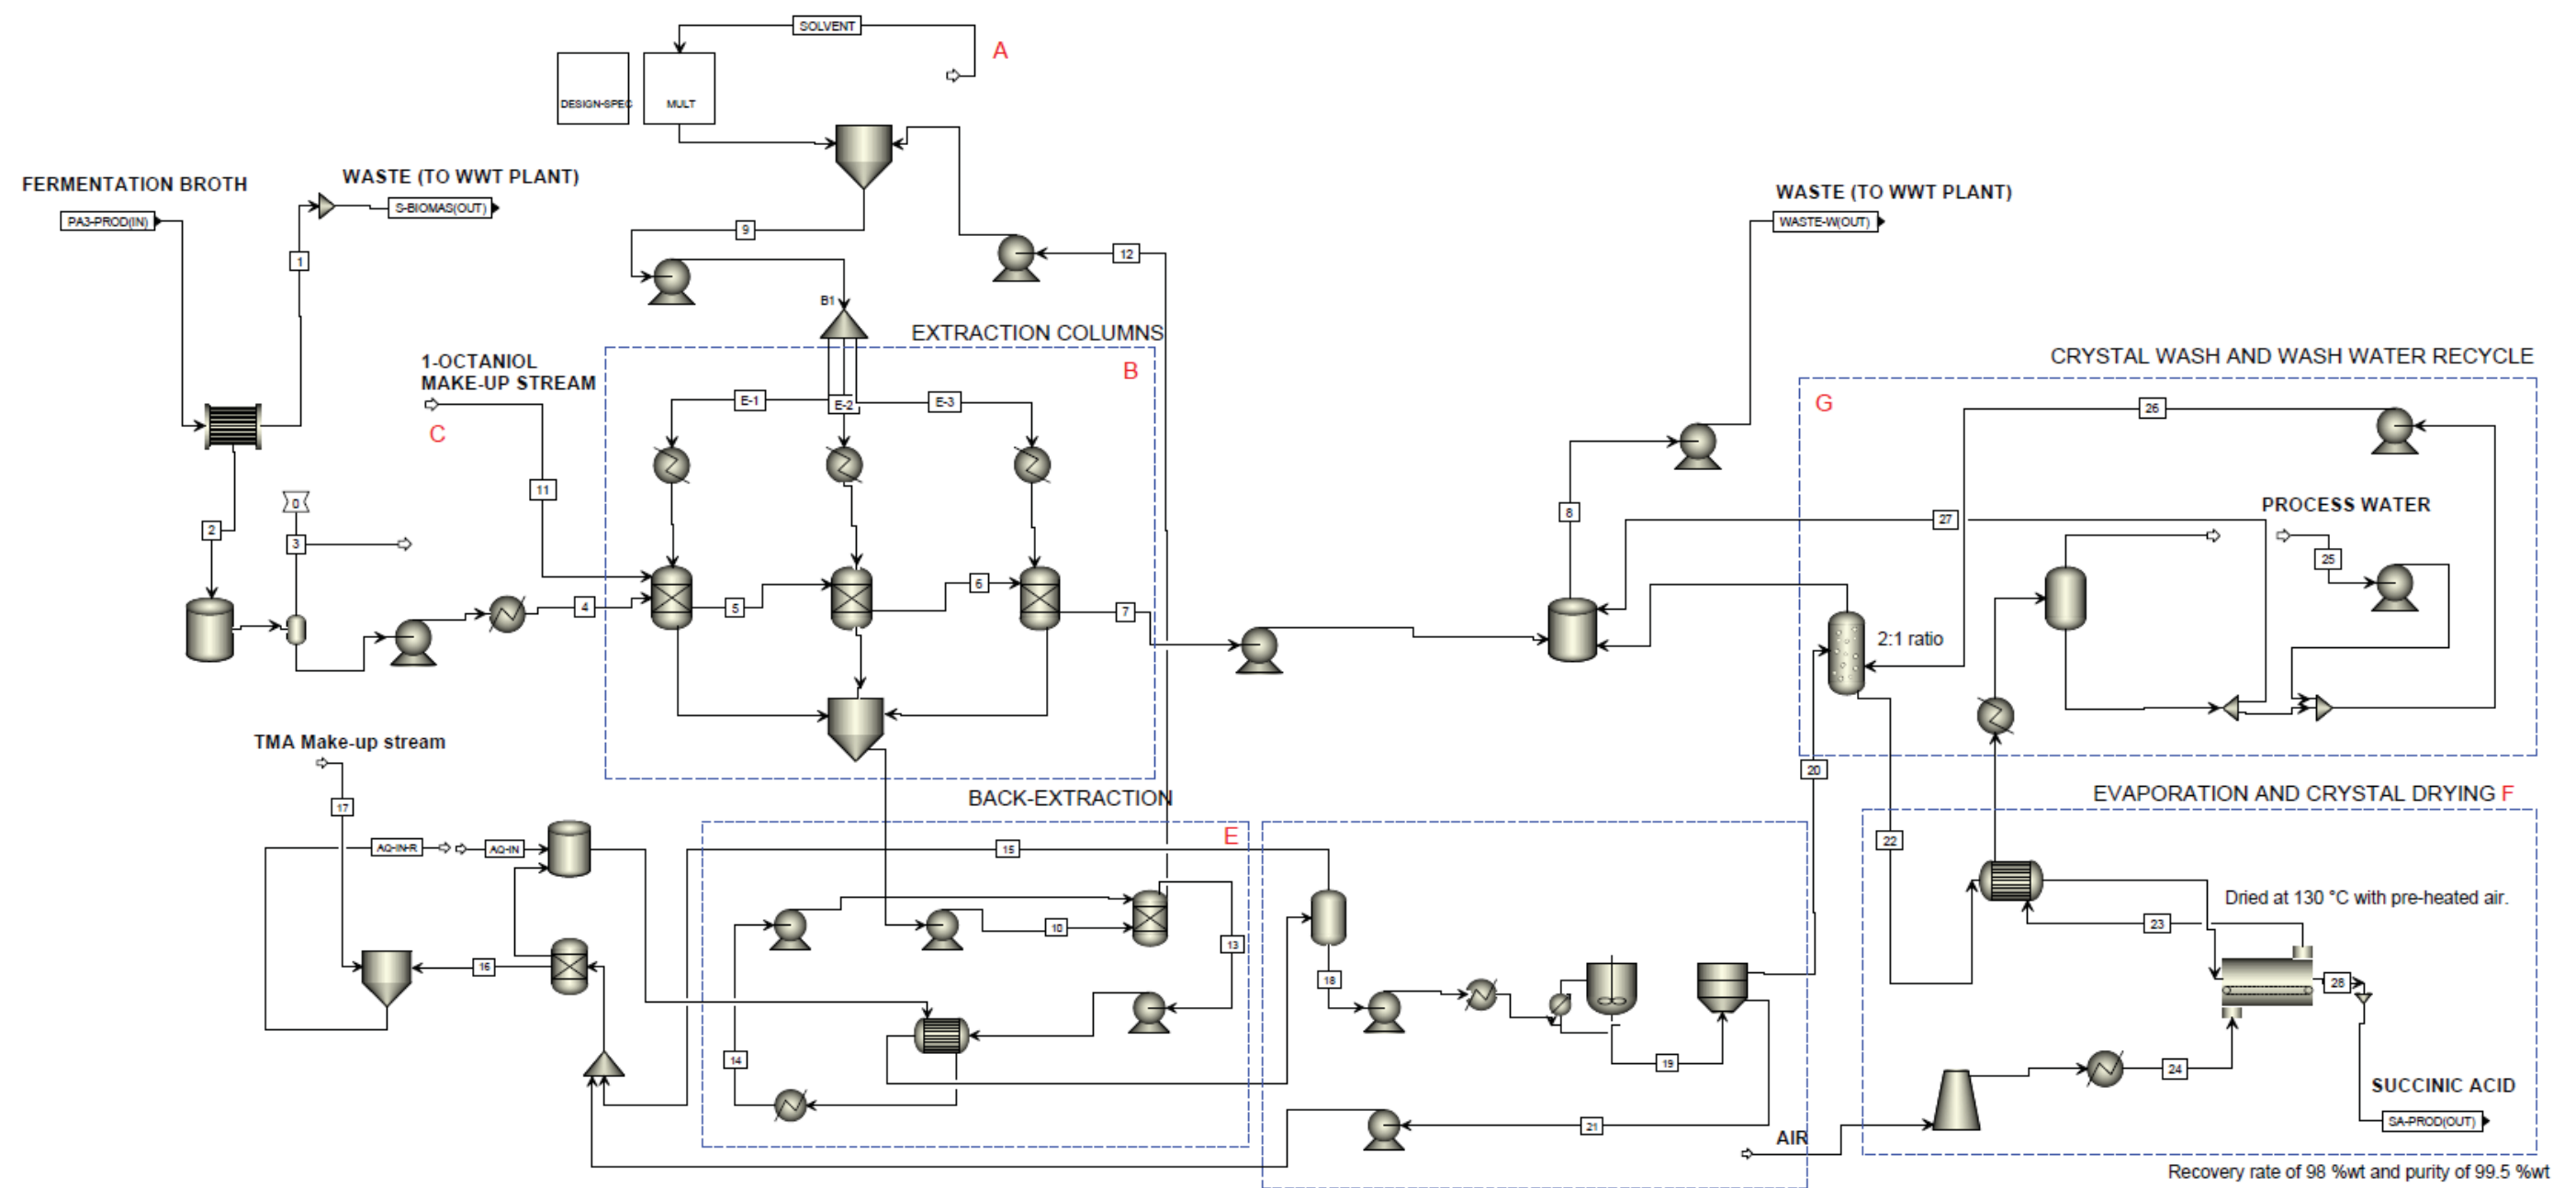 SOLVENT
A
DESIGN-SPEC
MULT
FERMENTATION BROTH
PA3-PROD(IN)
WASTE (TO WWT PLANT)
S-BIOMAS(OUT)
1
9
12
B1
EXTRACTION COLUMNS
B
1-OCTANIOL
MAKE-UP STREAM
C
E-1
E-2
E-3
11
2
0
3
4
5
6
7
WASTE (TO WWT PLANT)
WASTE-W(OUT)
8
CRYSTAL WASH AND WASH WATER RECYCLE
G
26
PROCESS WATER
27
25
2:1 ratio
20
TMA Make-up stream
17
AQ-IN-R
AQ-IN
16
BACK-EXTRACTION
E
15
10
13
14
18
19
21
AIR
EVAPORATION AND CRYSTAL DRYING F
22
Dried at 130 °C with pre-heated air.
23
28
24
SUCCINIC ACID
SA-PROD(OUT)
Recovery rate of 98 %wt and purity of 99.5 %wt